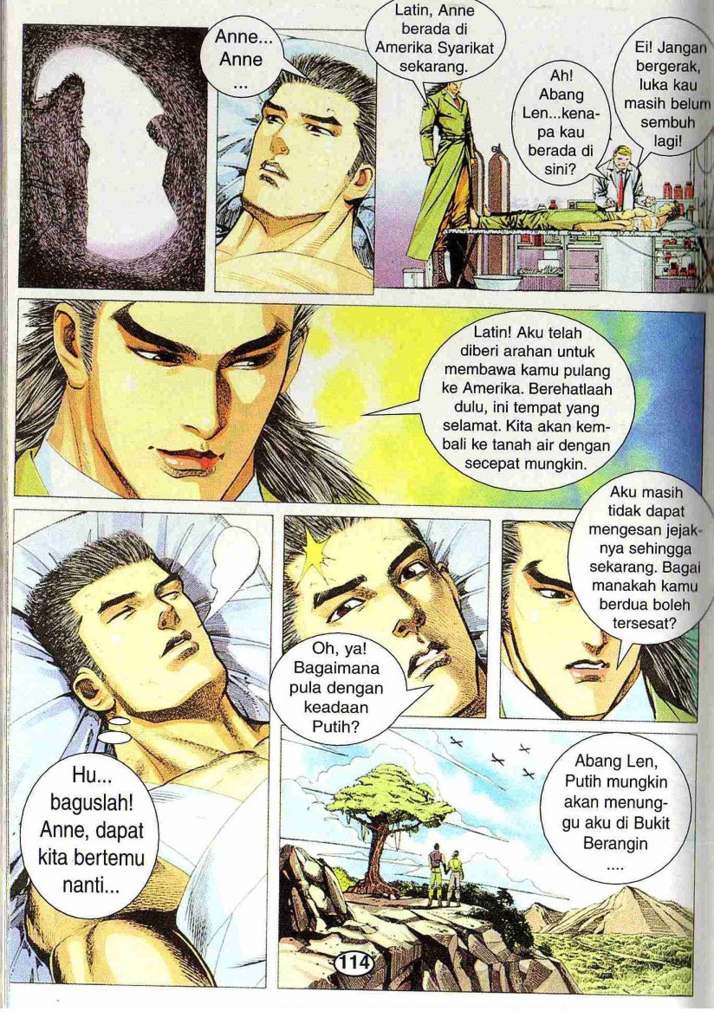 Anne...
Anne
...
Latin, Anne
berada di
Amerika Syarikat
sekarang.
Ah!
Abang
Len...kena-
pa kau
berada di
sini?
Ei! Jangan
bergerak,
luka kau
masih belum
sembuh
lagi!
Latin! Aku telah
diberi arahan untuk
membawa kamu pulang
ke Amerika. Berehatlaah
dulu, ini tempat yang
selamat. Kita akan kem-
bali ke tanah air dengan
secepat mungkin.
Hu...
baguslah!
Anne, dapat
kita bertemu
nanti...
Oh, ya!
Bagaimana
pula dengan
keadaan
Putih?
Aku masih
tidak dapat
mengesan jejak-
nya sehingga
sekarang. Bagai
manakah kamu
berdua boleh
tersesat?
Abang Len,
Putih mungkin
akan menung-
gu aku di Bukit
Berangin
....
114